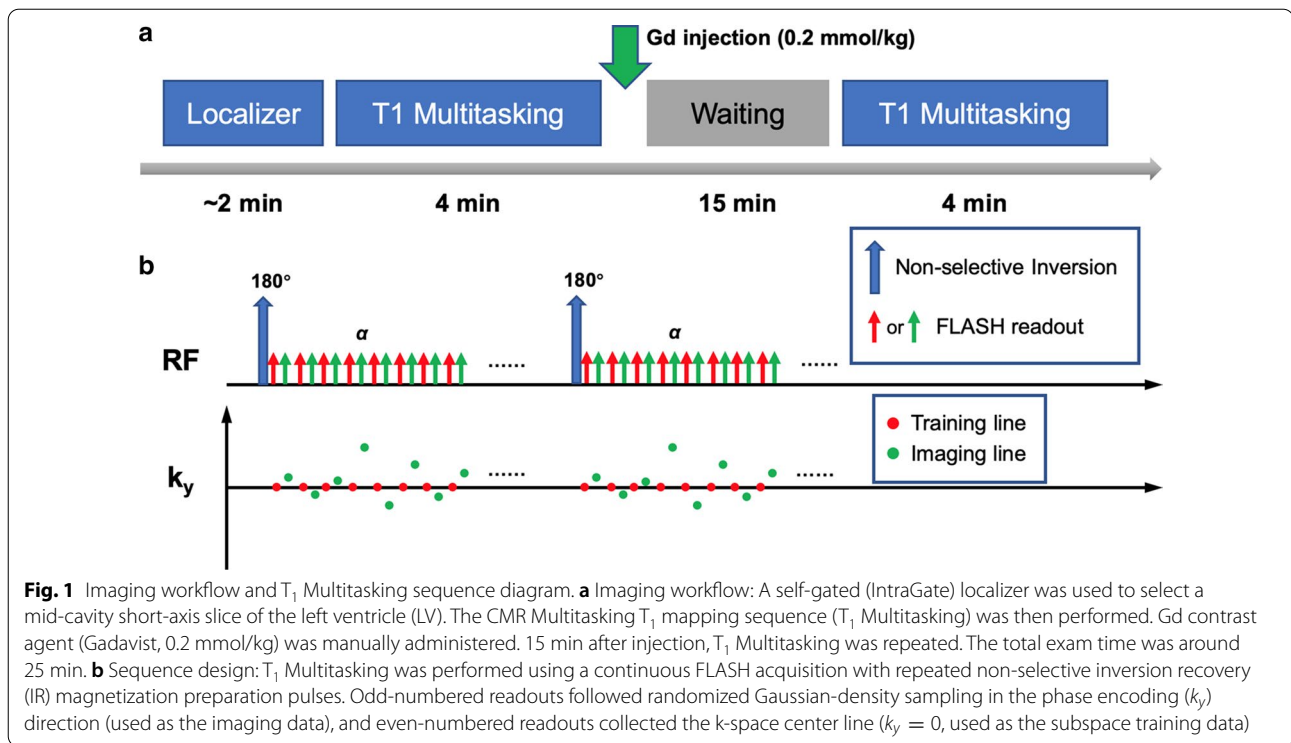 a
Gd injection (0.2 mmol/kg)
Localizer
T1 Multitasking
Waiting
T1 Multitasking
~2 min
4 min
15 min
4 min
b
180°
α
......
180°
α
......
RF
Non-selective Inversion
or
FLASH readout
ky
......
......
Training line
Imaging line
Fig. 1 Imaging workflow and T1 Multitasking sequence diagram. a Imaging workflow: A self-gated (IntraGate) localizer was used to select a
mid-cavity short-axis slice of the left ventricle (LV). The CMR Multitasking T1 mapping sequence (T1 Multitasking) was then performed. Gd contrast
agent (Gadavist, 0.2 mmol/kg) was manually administered. 15 min after injection, T1 Multitasking was repeated. The total exam time was around
25 min. b Sequence design: T1 Multitasking was performed using a continuous FLASH acquisition with repeated non-selective inversion recovery
(IR) magnetization preparation pulses. Odd-numbered readouts followed randomized Gaussian-density sampling in the phase encoding (ky)
direction (used as the imaging data), and even-numbered readouts collected the k-space center line (ky = 0, used as the subspace training data)